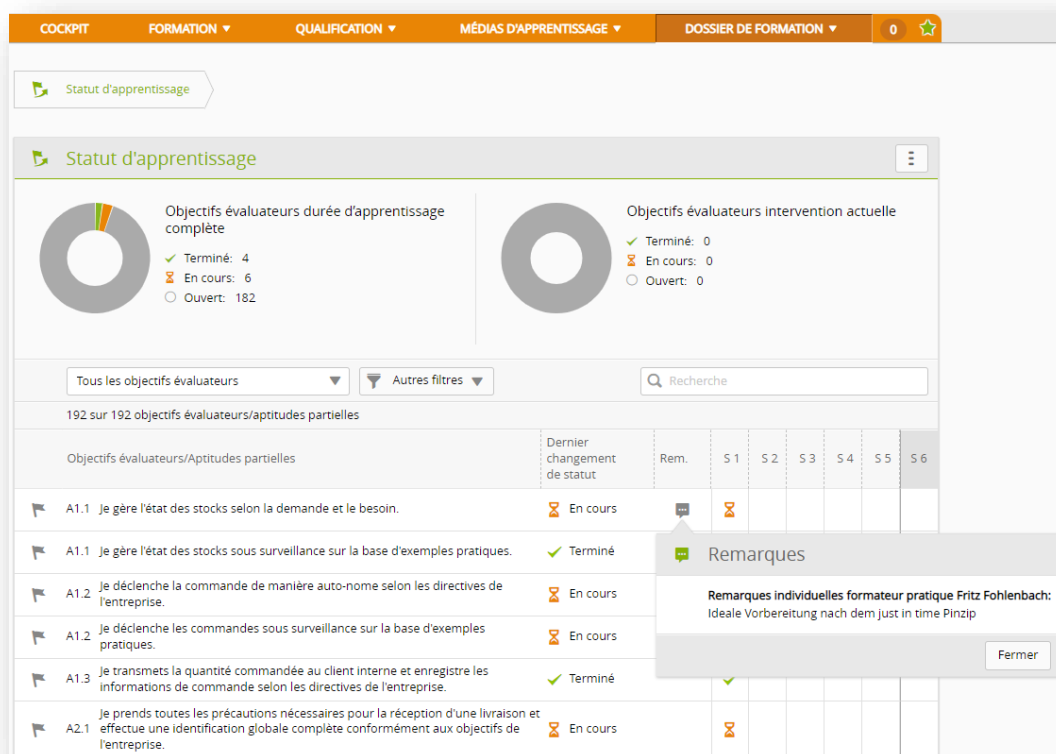 COCKPIT FORMATION QUALIFICATION MÉDIAS D'APPRENTISSAGE DOSSIER DE FORMATION 0
Statut d'apprentissage
Statut d'apprentissage
Objectifs évaluateurs durée d'apprentissage
complète
Terminé: 4
En cours: 6
Ouvert: 182
Objectifs évaluateurs intervention actuelle
Terminé: 0
En cours: 0
Ouvert: 0
Tous les objectifs évaluateurs Autres filtres Recherche
192 sur 192 objectifs évaluateurs/aptitudes partielles
Objectifs évaluateurs/Aptitudes partielles
Dernier
changement
de statut
Rem. S 1 S 2 S 3 S 4 S 5 S 6
A1.1 Je gère l'état des stocks selon la demande et le besoin. En cours
A1.1 Je gère l'état des stocks sous surveillance sur la base d'exemples pratiques. Terminé
A1.2 Je déclenche la commande de manière auto-nome selon les directives de
l'entreprise.
En cours
A1.2 Je déclenche les commandes sous surveillance sur la base d'exemples
pratiques.
En cours
A1.3 Je transmets la quantité commandée au client interne et enregistre les
informations de commande selon les directives de l'entreprise.
Terminé
A2.1 Je prends toutes les précautions nécessaires pour la réception d'une livraison et
effectue une identification globale complète conformément aux objectifs de
l'entreprise.
En cours
Remarques
Remarques individuelles formateur pratique Fritz Fohlenbach:
Ideale Vorbereitung nach dem just in time Pinzip
Fermer